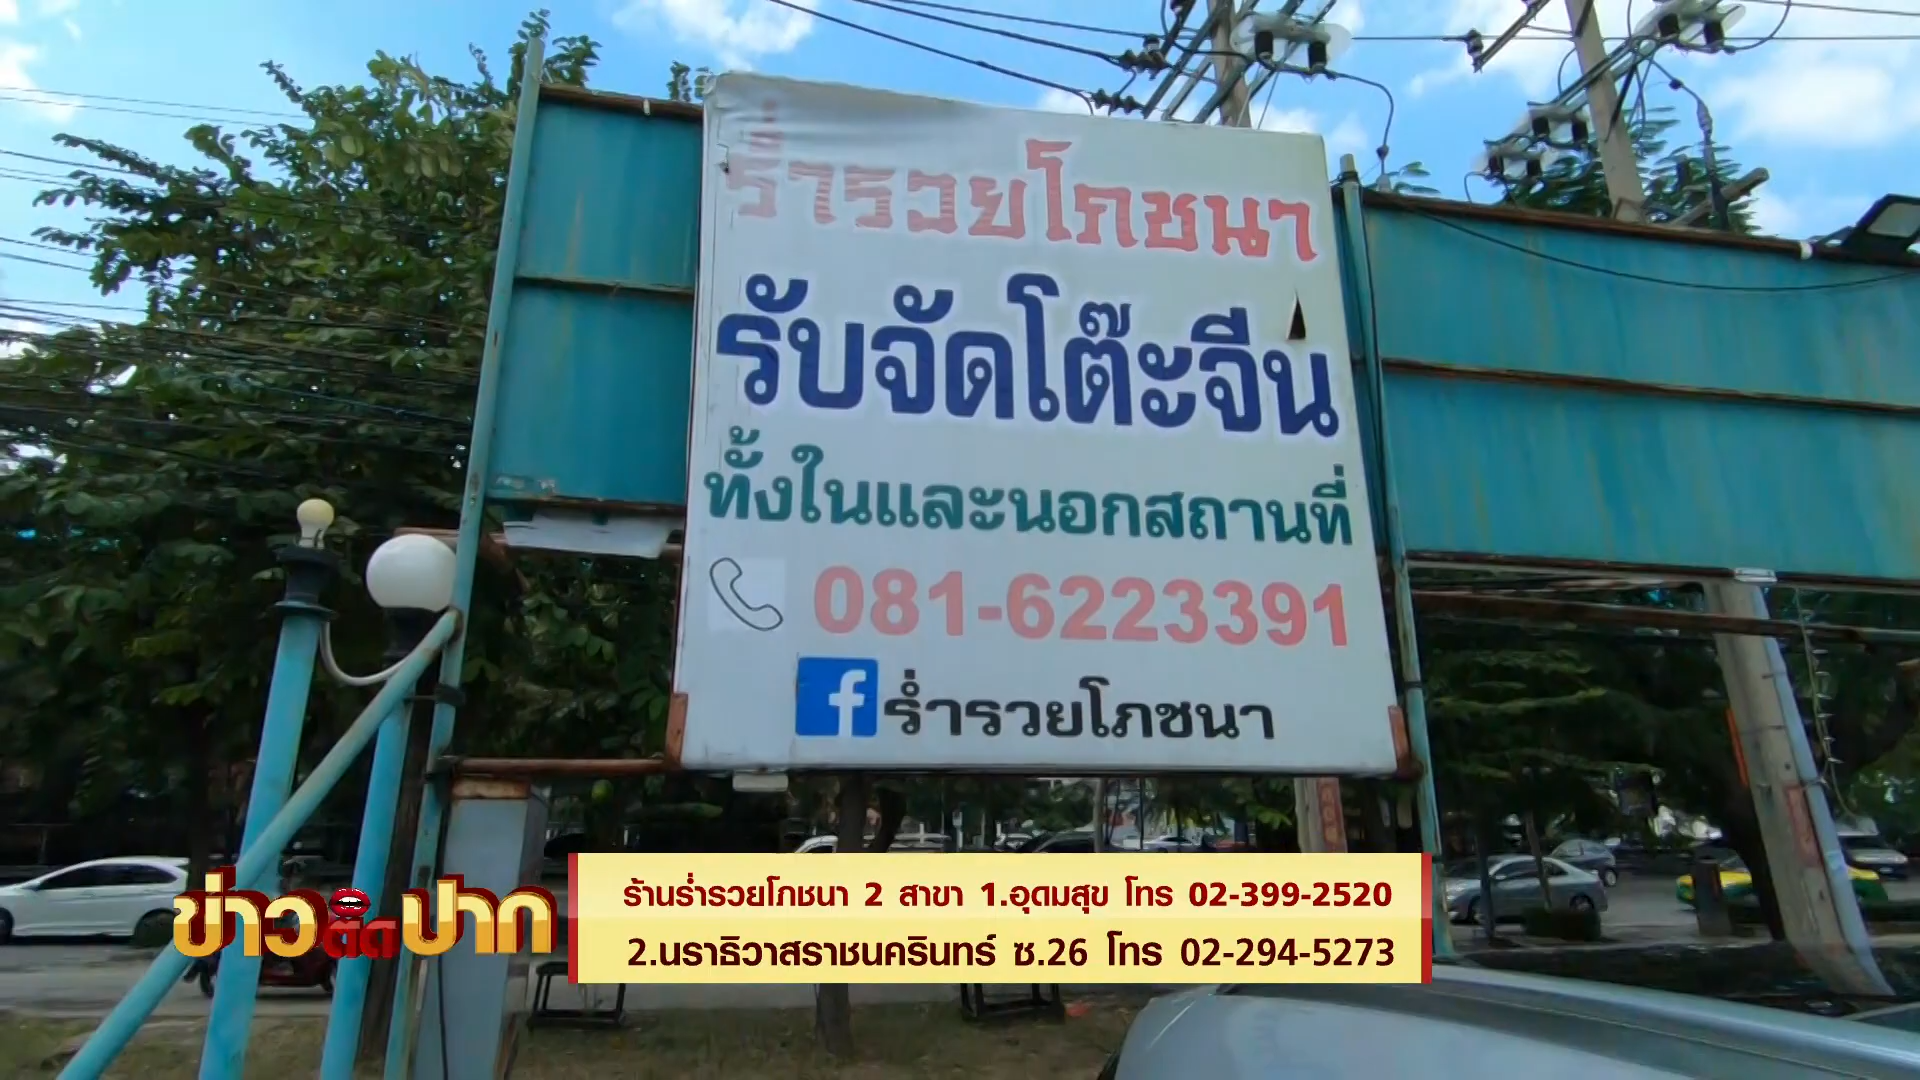 ร่ำรวยโภชนา
รับจัดโต๊ะจีน
ทั้งในและนอกสถานที่
081-6223391
f ร่ำรวยโภชนา
ข่าวติดปาก
ร้านร่ำรวยโภชนา 2 สาขา 1.อุดมสุข โทร 02-399-2520
2.นราธิวาสราชนครินทร์ ซ.26 โทร 02-294-5273